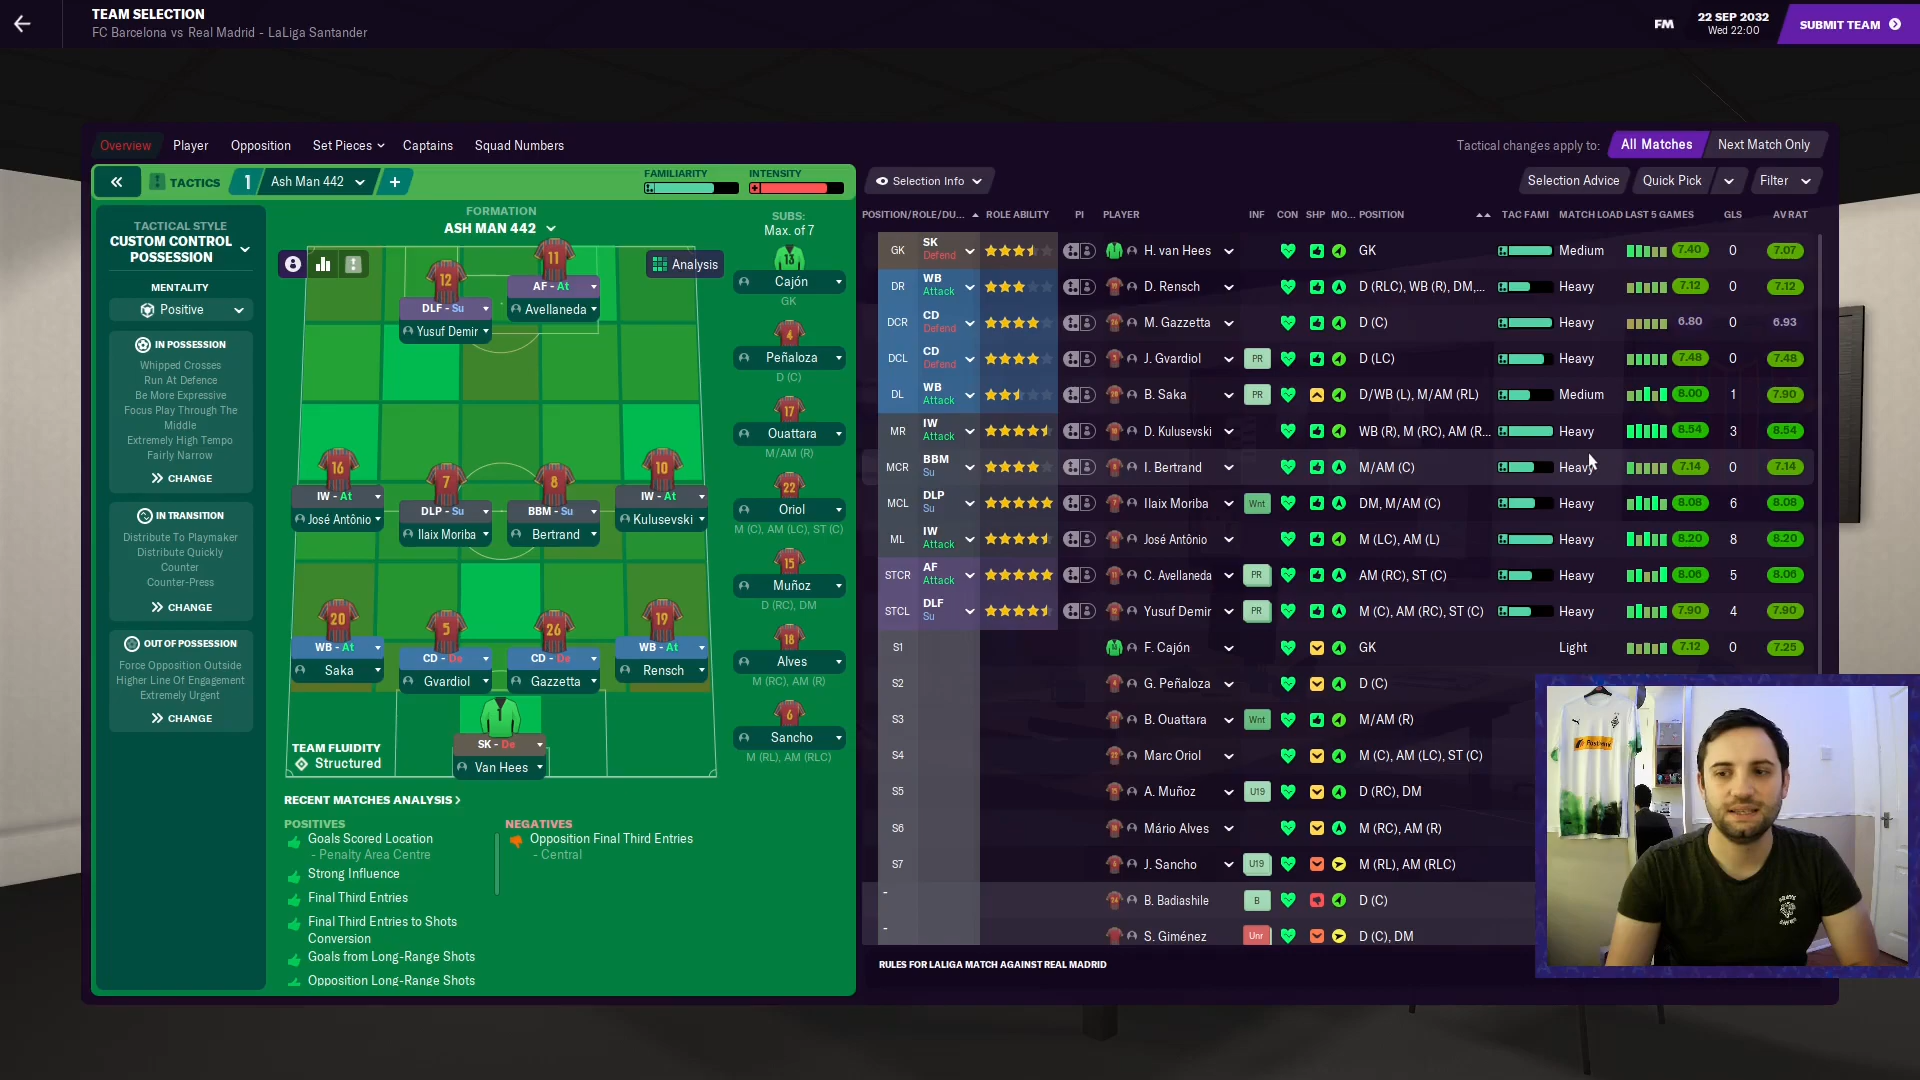 TEAM SELECTION
FC Barcelona vs Real Madrid - LaLiga Santander
FM
22 SEP 2032
Wed 22:00
SUBMIT TEAM
Overview
Player
Opposition
Set Pieces
Captains
Squad Numbers
Tactical changes apply to:
All Matches
Next Match Only
TACTICS
1
Ash Man 442
+
FAMILIARITY
INTENSITY
Selection Info
Selection Advice
Quick Pick
Filter
TACTICAL STYLE
CUSTOM CONTROL
POSSESSION
MENTALITY
Positive
IN POSSESSION
Whipped Crosses
Run At Defence
Be More Expressive
Focus Play Through The
Middle
Extremely High Tempo
Fairly Narrow
CHANGE
IN TRANSITION
Distribute To Playmaker
Distribute Quickly
Counter
Counter-Press
CHANGE
OUT OF POSSESSION
Force Opposition Outside
Higher Line Of Engagement
Extremely Urgent
CHANGE
FORMATION
ASH MAN 442
Analysis
12
DLF - Su
Yusuf Demir
11
AF - At
Avellaneda
16
IW - At
José Antônio
7
DLP - Su
Ilaix Moriba
8
BBM - Su
Bertrand
10
IW - At
Kulusevski
20
WB - At
Saka
5
CD - De
Gvardiol
26
CD - De
Gazzetta
19
WB - At
Rensch
1
SK - De
Van Hees
TEAM FLUIDITY
Structured
SUBS:
Max. of 7
13
Cajón
GK
4
Peñaloza
D (C)
17
Ouattara
M/AM (R)
22
Oriol
M (C), AM (LC), ST (C)
15
Muñoz
D (RC), DM
18
Alves
M (RC), AM (R)
6
Sancho
M (RL), AM (RLC)
RECENT MATCHES ANALYSIS
POSITIVES
Goals Scored Location
- Penalty Area Centre
Strong Influence
Final Third Entries
Final Third Entries to Shots
Conversion
Goals from Long-Range Shots
Opposition Long-Range Shots
NEGATIVES
Opposition Final Third Entries
- Central
POSITION/ROLE/DU... ROLE ABILITY PI PLAYER INF CON SHP MO... POSITION TAC FAMI MATCH LOAD LAST 5 GAMES GLS AV RAT
GK SK Defend H. van Hees GK Medium 7.40 0 7.07
DR WB Attack D. Rensch D (RLC), WB (R), DM,... Heavy 7.12 0 7.12
DCR CD Defend M. Gazzetta D (C) Heavy 6.80 0 6.93
DCL CD Defend J. Gvardiol PR D (LC) Heavy 7.48 0 7.48
DL WB Attack B. Saka PR D/WB (L), M/AM (RL) Medium 8.00 1 7.90
MR IW Attack D. Kulusevski WB (R), M (RC), AM (R... Heavy 8.54 3 8.54
MCR BBM Su I. Bertrand M/AM (C) Heavy 7.14 0 7.14
MCL DLP Su Ilaix Moriba Wnt DM, M/AM (C) Heavy 8.08 6 8.08
ML IW Attack José Antônio M (LC), AM (L) Heavy 8.20 8 8.20
STCR AF Attack C. Avellaneda PR AM (RC), ST (C) Heavy 8.06 5 8.06
STCL DLF Su Yusuf Demir PR M (C), AM (RC), ST (C) Heavy 7.90 4 7.90
S1 F. Cajón GK Light 7.12 0 7.25
S2 G. Peñaloza D (C)
S3 B. Ouattara Wnt M/AM (R)
S4 Marc Oriol M (C), AM (LC), ST (C)
S5 A. Muñoz U19 D (RC), DM
S6 Mário Alves M (RC), AM (R)
S7 J. Sancho U19 M (RL), AM (RLC)
- B. Badiashile B D (C)
- S. Giménez Unr D (C), DM
RULES FOR LALIGA MATCH AGAINST REAL MADRID